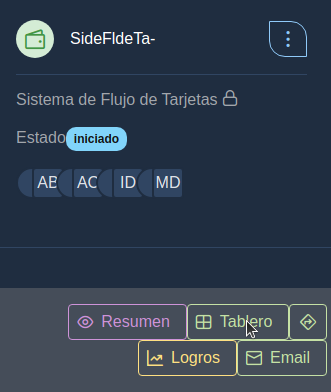 SideFldeTa-
Sistema de Flujo de Tarjetas
Estado iniciado
AB AC ID MD
Resumen Tablero
Logros Email